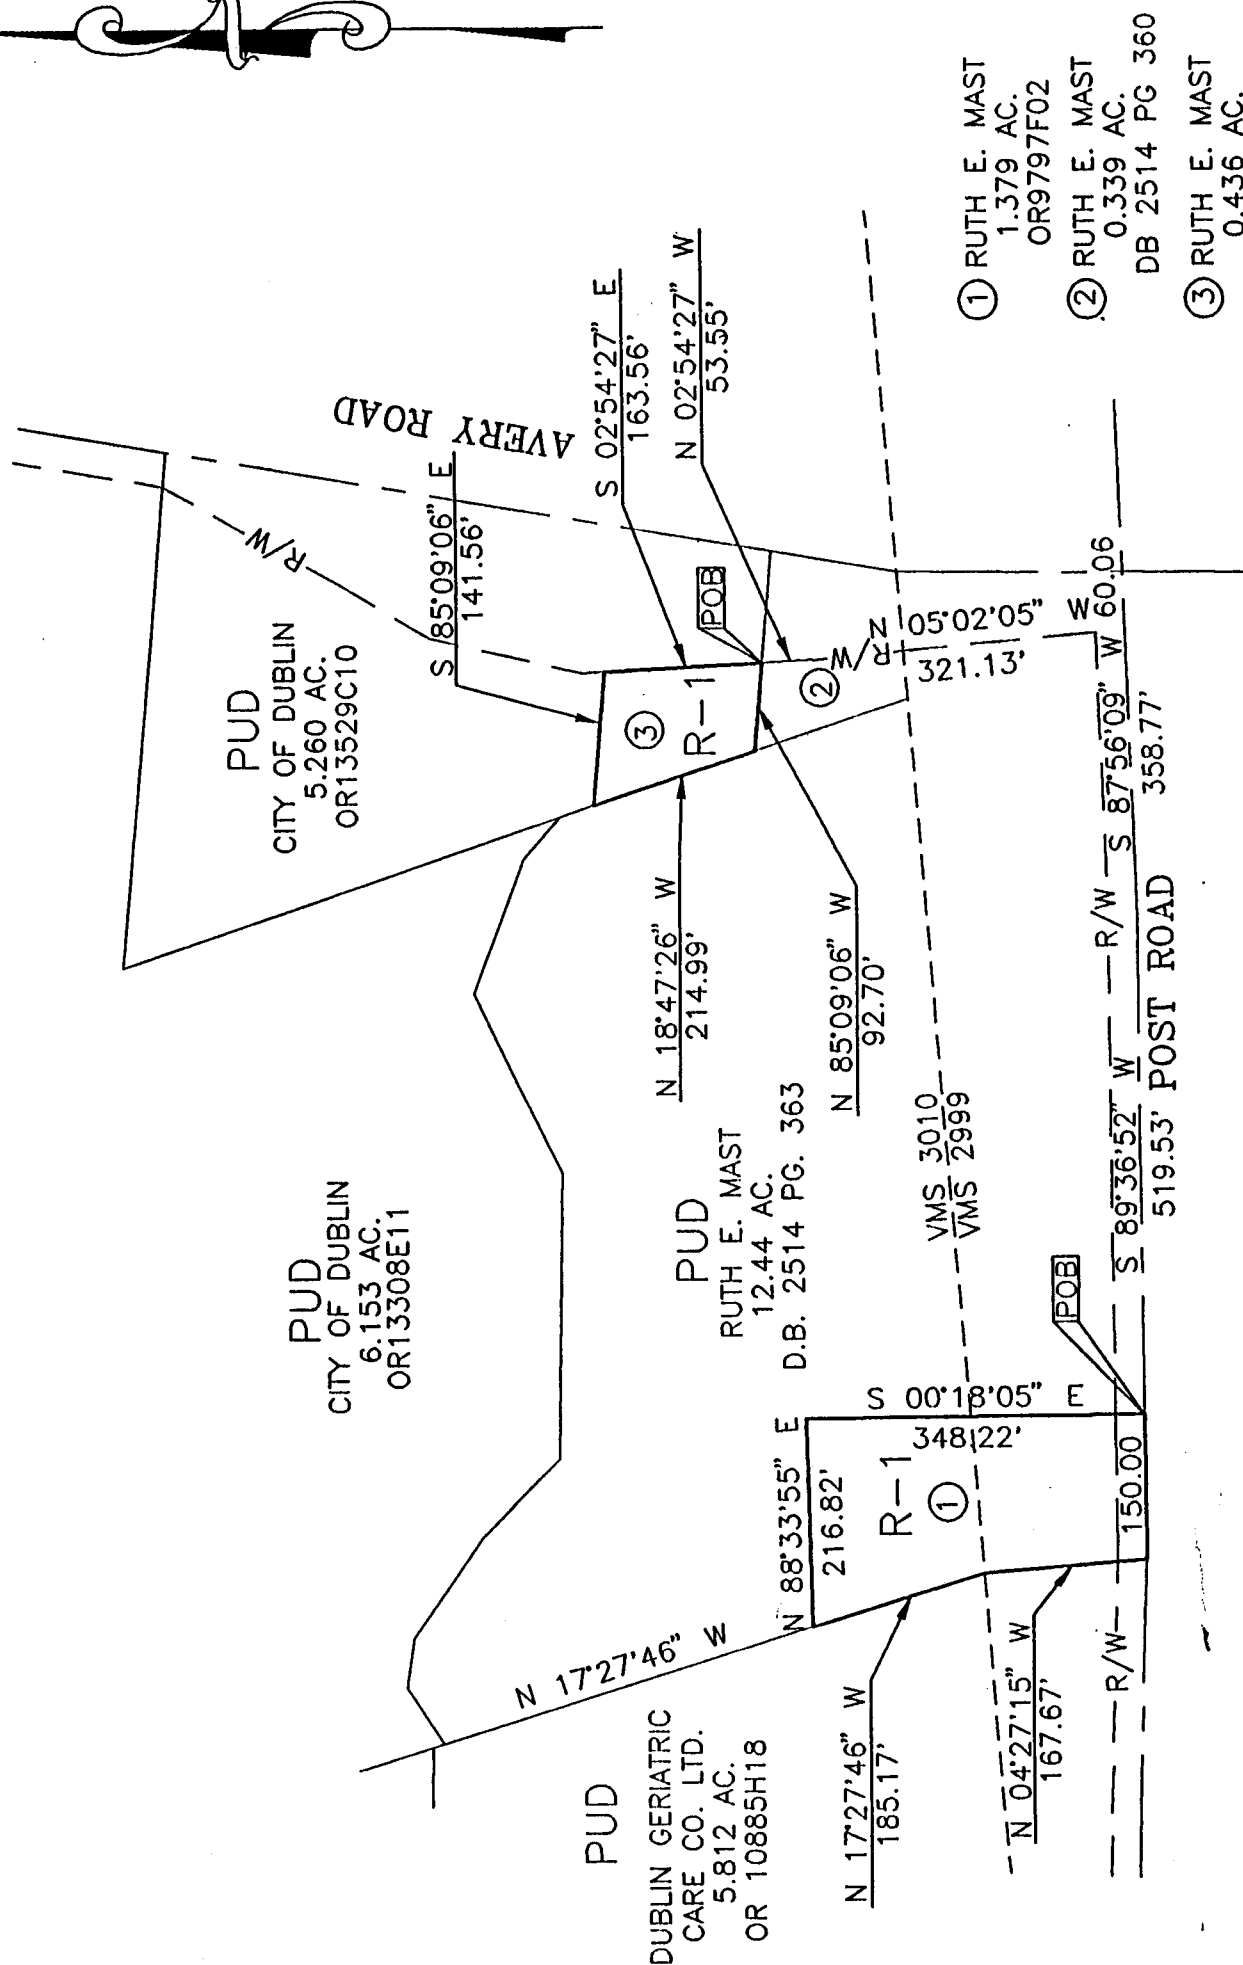 PUD
CITY OF DUBLIN
5.260 AC.
OR13529C10
R/W
AVERY ROAD
S 85°09'06" E
141.56'
S 02°54'27" E
163.56'
N 02°54'27" W
53.55'
POB
③
R-1
②
R/W
N 05°02'05" W
321.13'
N 18°47'26" W
214.99'
N 85°09'06" W
92.70'
60.06
S 87°56'09" W
358.77'
R/W
PUD
CITY OF DUBLIN
6.153 AC.
OR13308E11
PUD
RUTH E. MAST
12.44 AC.
D.B. 2514 PG. 363
VMS 3010
VMS 2999
S 89°36'52" W
519.53'
POST ROAD
POB
S 00°18'05" E
348.22'
N 88°33'55" E
216.82'
R-1
①
150.00
N 17°27'46" W
PUD
DUBLIN GERIATRIC
CARE CO. LTD.
5.812 AC.
OR 10885H18
N 17°27'46" W
185.17'
N 04°27'15" W
167.67'
R/W
① RUTH E. MAST
1.379 AC.
OR9797F02
② RUTH E. MAST
0.339 AC.
DB 2514 PG 360
③ RUTH E. MAST
0.436 AC.